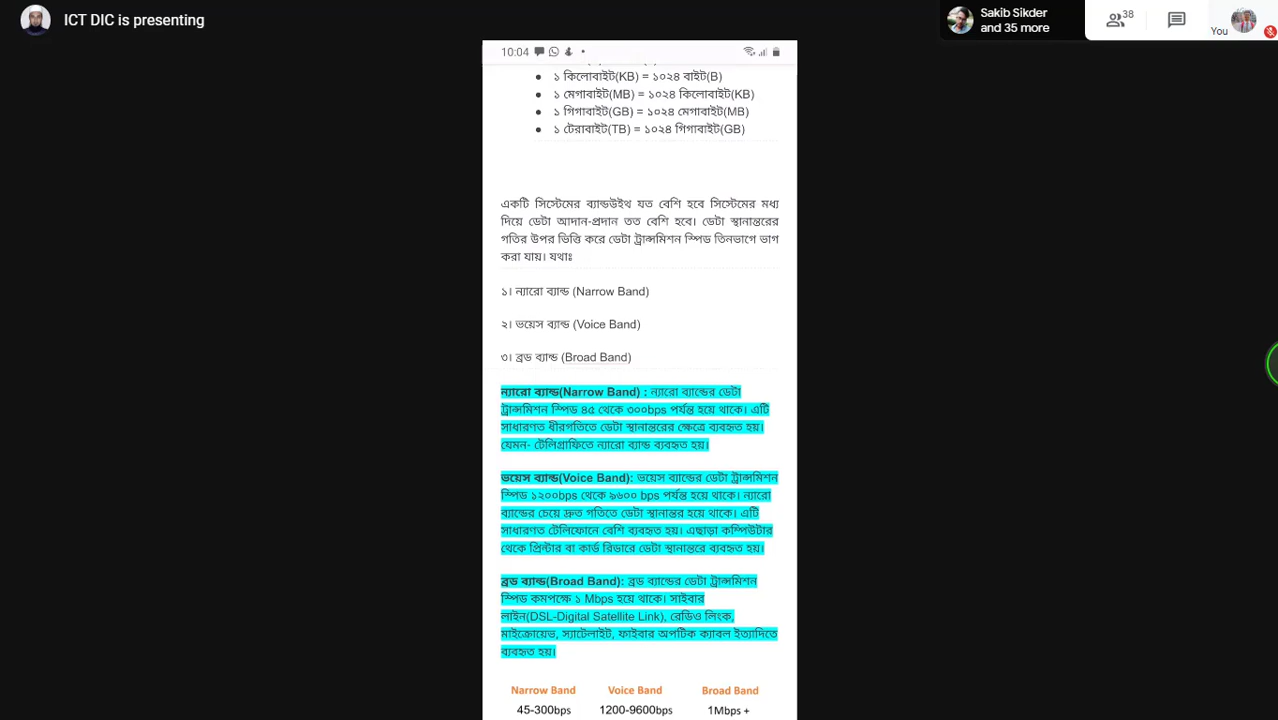 ICT DIC is presenting
Sakib Sikder
and 35 more
38
You
10:04
● ১ কিলোবাইট(KB) = ১০২৪ বাইট(B)
● ১ মেগাবাইট(MB) = ১০২৪ কিলোবাইট(KB)
● ১ গিগাবাইট(GB) = ১০২৪ মেগাবাইট(MB)
● ১ টেরাবাইট(TB) = ১০২৪ গিগাবাইট(GB)
একটি সিস্টেমের ব্যান্ডউইথ যত বেশি হবে সিস্টেমের মধ্য
দিয়ে ডেটা আদান-প্রদান তত বেশি হবে। ডেটা স্থানান্তরের
গতির উপর ভিত্তি করে ডেটা ট্রান্সমিশন স্পিড তিনভাগে ভাগ
করা যায়। যথাঃ
১। ন্যারো ব্যান্ড (Narrow Band)
২। ভয়েস ব্যান্ড (Voice Band)
৩। ব্রড ব্যান্ড (Broad Band)
ন্যারো ব্যান্ড(Narrow Band) : ন্যারো ব্যান্ডের ডেটা
ট্রান্সমিশন স্পিড ৪৫ থেকে ৩০০bps পর্যন্ত হয়ে থাকে। এটি
সাধারণত ধীরগতিতে ডেটা স্থানান্তরের ক্ষেত্রে ব্যবহৃত হয়।
যেমন- টেলিগ্রাফিতে ন্যারো ব্যান্ড ব্যবহৃত হয়।
ভয়েস ব্যান্ড(Voice Band): ভয়েস ব্যান্ডের ডেটা ট্রান্সমিশন
স্পিড ১২০০bps থেকে ৯৬০০ bps পর্যন্ত হয়ে থাকে। ন্যারো
ব্যান্ডের চেয়ে দ্রুত গতিতে ডেটা স্থানান্তর হয়ে থাকে। এটি
সাধারণত টেলিফোনে বেশি ব্যবহৃত হয়। এছাড়া কম্পিউটার
থেকে প্রিন্টার বা কার্ড রিডারে ডেটা স্থানান্তরে ব্যবহৃত হয়।
ব্রড ব্যান্ড(Broad Band): ব্রড ব্যান্ডের ডেটা ট্রান্সমিশন
স্পিড কমপক্ষে ১ Mbps হয়ে থাকে। সাইবার
লাইন(DSL-Digital Satellite Link), রেডিও লিংক,
মাইক্রোয়েভ, স্যাটেলাইট, ফাইবার অপটিক ক্যাবল ইত্যাদিতে
ব্যবহৃত হয়।
Narrow Band Voice Band Broad Band
45-300bps 1200-9600bps 1Mbps +